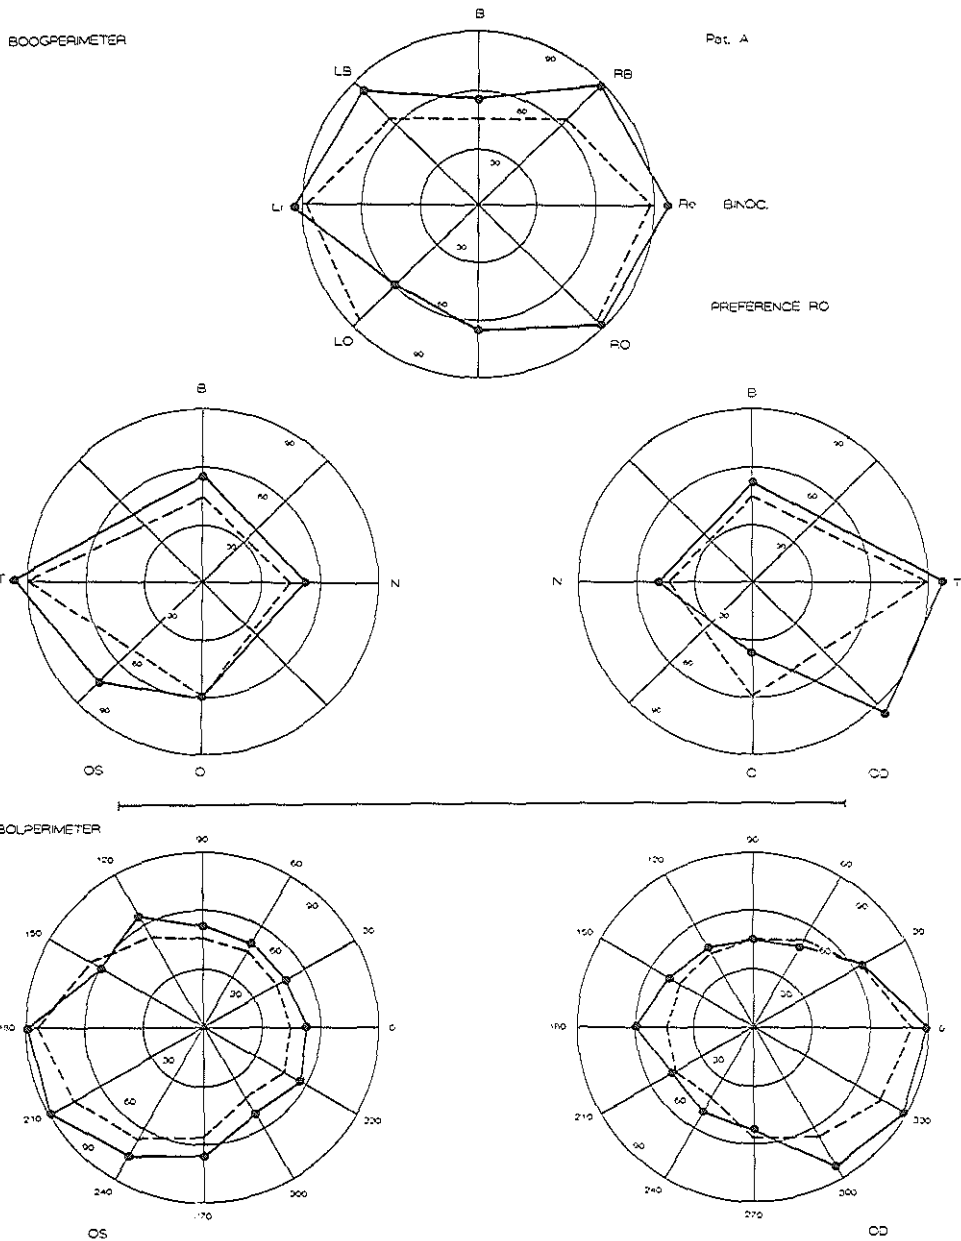 BOOGPERIMETER
Pat. A
B
LB
90
RB
60
30
Li
Re BINOC.
30
60
PREFERENCE RO
LO
90
RO
B
B
90
90
60
60
30
30
T
N
N
T
30
30
60
60
90
90
OS
O
O
OD
BOLPERIMETER
90
90
120
60
120
60
90
90
150
30
150
30
60
60
30
30
180
0
180
0
30
30
60
60
210
330
210
330
90
90
240
300
240
300
270
270
OS
OD